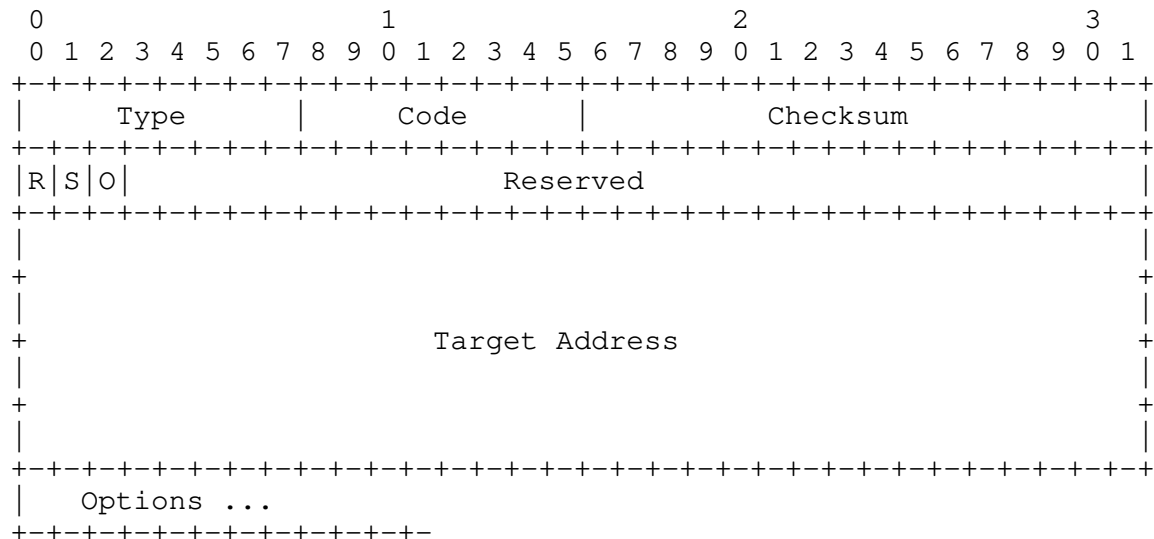 0                   1                   2                   3
 0 1 2 3 4 5 6 7 8 9 0 1 2 3 4 5 6 7 8 9 0 1 2 3 4 5 6 7 8 9 0 1
+-+-+-+-+-+-+-+-+-+-+-+-+-+-+-+-+-+-+-+-+-+-+-+-+-+-+-+-+-+-+-+-+
|     Type      |     Code      |          Checksum             |
+-+-+-+-+-+-+-+-+-+-+-+-+-+-+-+-+-+-+-+-+-+-+-+-+-+-+-+-+-+-+-+-+
|R|S|O|                     Reserved                            |
+-+-+-+-+-+-+-+-+-+-+-+-+-+-+-+-+-+-+-+-+-+-+-+-+-+-+-+-+-+-+-+-+
|                                                               |
+                                                               +
|                                                               |
+                       Target Address                          +
|                                                               |
+                                                               +
|                                                               |
+-+-+-+-+-+-+-+-+-+-+-+-+-+-+-+-+-+-+-+-+-+-+-+-+-+-+-+-+-+-+-+-+
|   Options ...
+-+-+-+-+-+-+-+-+-+-+-+-